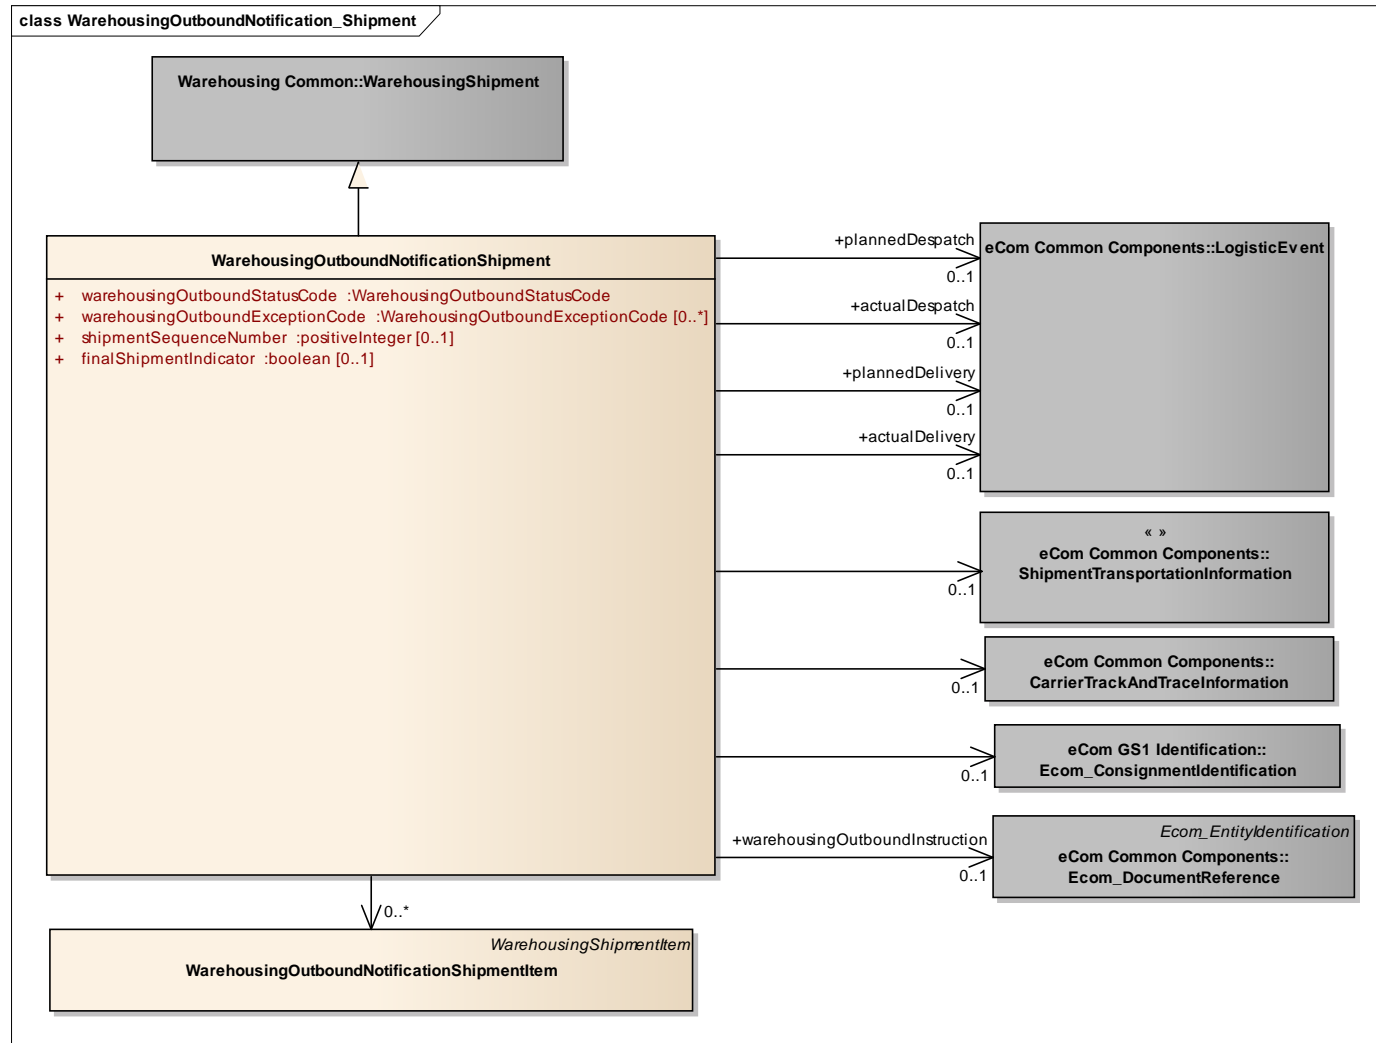 class WarehousingOutboundNotification_Shipment
Warehousing Common::WarehousingShipment
WarehousingOutboundNotificationShipment
+ warehousingOutboundStatusCode :WarehousingOutboundStatusCode
+ warehousingOutboundExceptionCode :WarehousingOutboundExceptionCode [0..*]
+ shipmentSequenceNumber :positiveInteger [0..1]
+ finalShipmentIndicator :boolean [0..1]
+plannedDespatch
0..1
+actualDespatch
0..1
+plannedDelivery
0..1
+actualDelivery
0..1
eCom Common Components::LogisticEvent
0..1
« »
eCom Common Components::
ShipmentTransportationInformation
0..1
eCom Common Components::
CarrierTrackAndTraceInformation
0..1
eCom GS1 Identification::
Ecom_ConsignmentIdentification
+warehousingOutboundInstruction
0..1
Ecom_EntityIdentification
eCom Common Components::
Ecom_DocumentReference
0..*
WarehousingShipmentItem
WarehousingOutboundNotificationShipmentItem